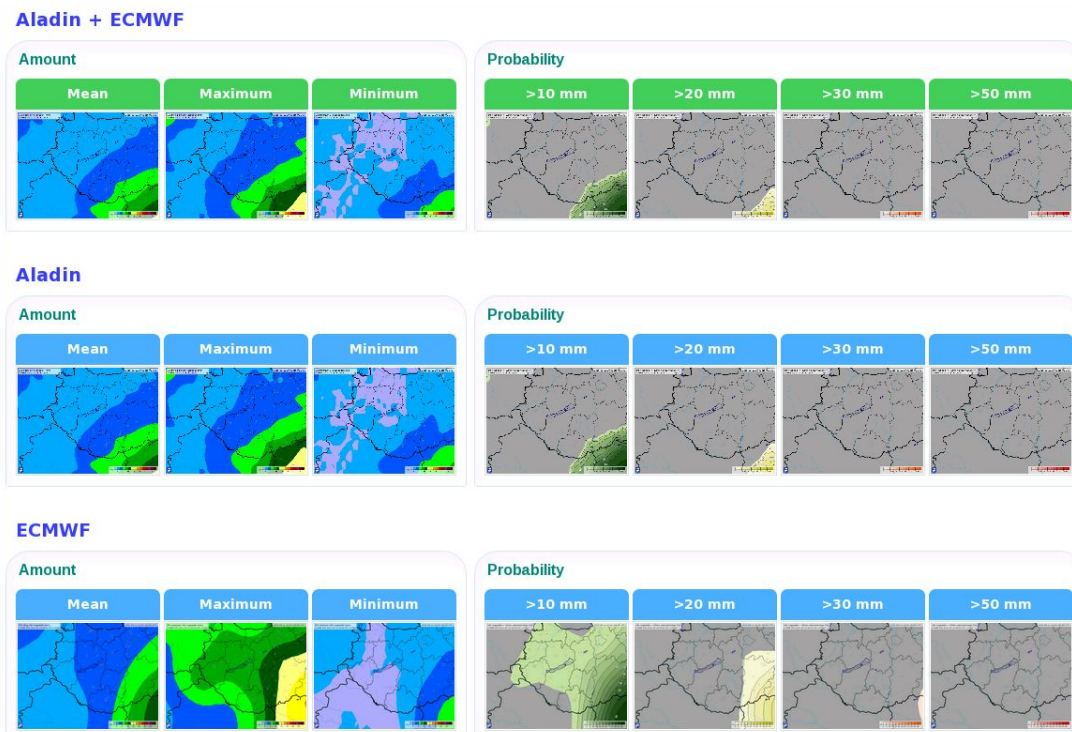 Aladin + ECMWF
Amount
Mean Maximum Minimum
Probability
>10 mm >20 mm >30 mm >50 mm
Aladin
Amount
Mean Maximum Minimum
Probability
>10 mm >20 mm >30 mm >50 mm
ECMWF
Amount
Mean Maximum Minimum
Probability
>10 mm >20 mm >30 mm >50 mm